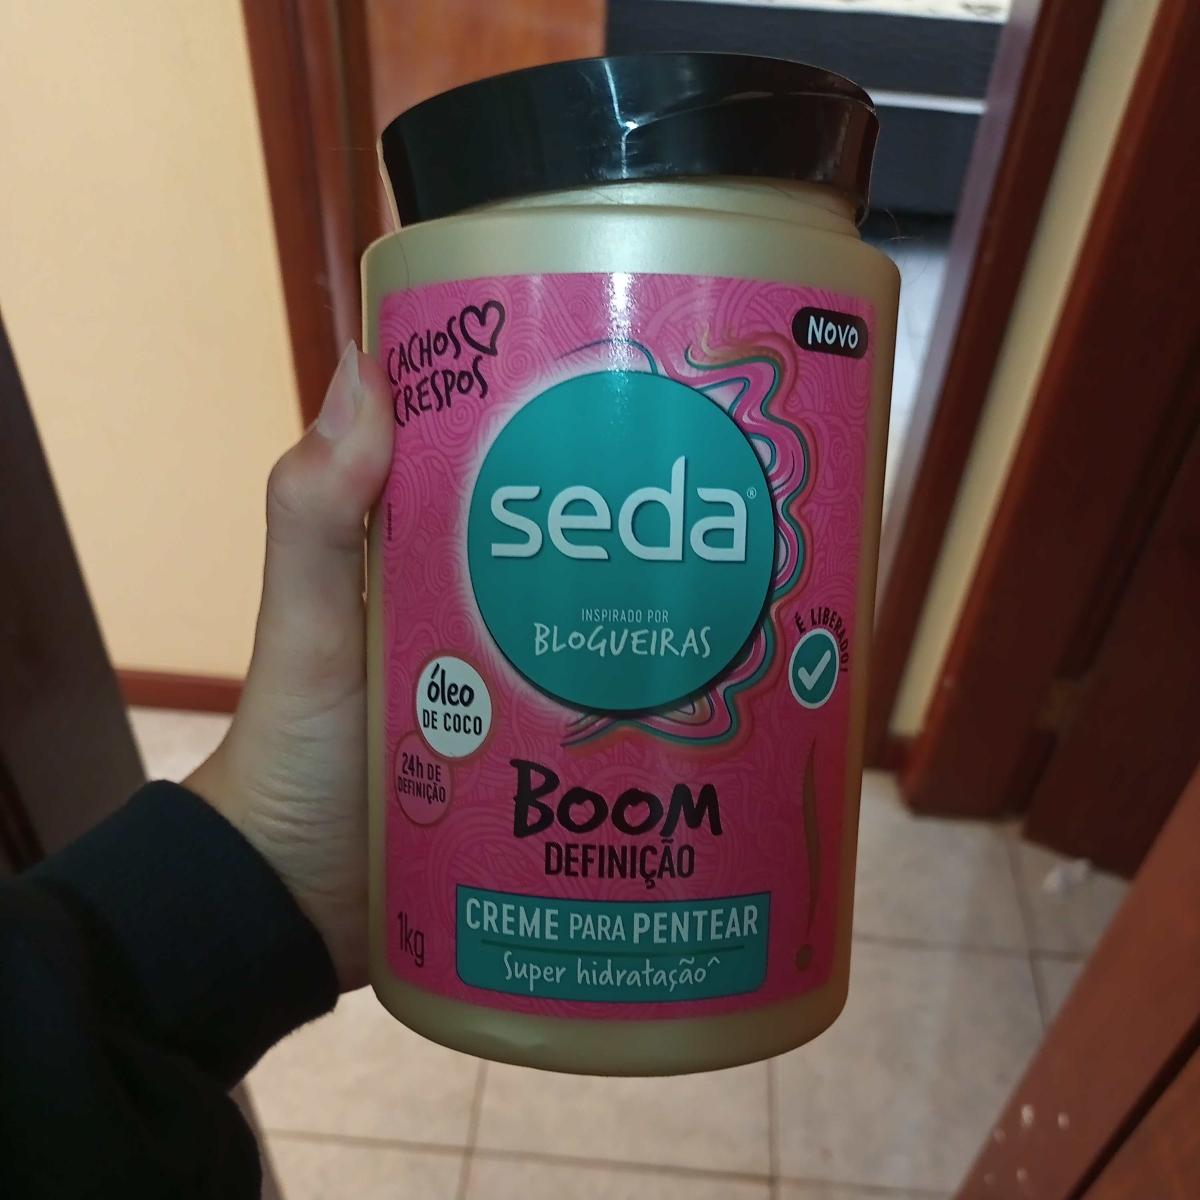 CACHOS
CRESPOS
NOVO
seda®
INSPIRADO POR
BLOGUEIRAS
É LIBERADO!
óleo
DE COCO
24h DE
DEFINIÇÃO
BOOM
DEFINIÇÃO
CREME PARA PENTEAR
Super hidratação^
1kg